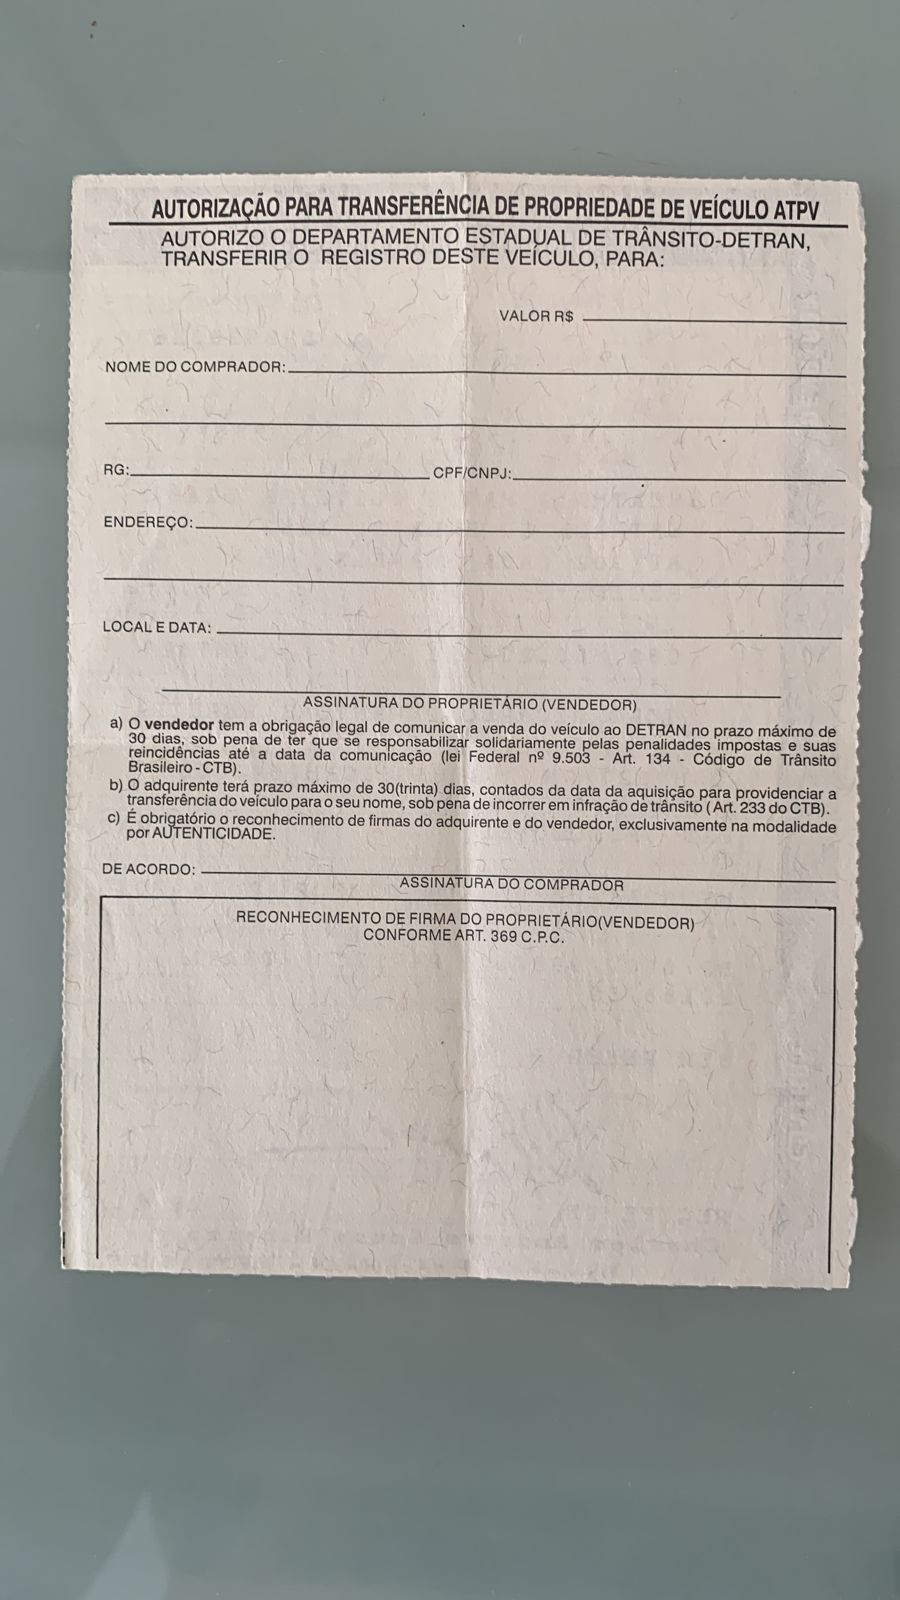 AUTORIZAÇÃO PARA TRANSFERÊNCIA DE PROPRIEDADE DE VEÍCULO ATPV
AUTORIZO O DEPARTAMENTO ESTADUAL DE TRÂNSITO-DETRAN,
TRANSFERIR O REGISTRO DESTE VEÍCULO, PARA:
VALOR R$
NOME DO COMPRADOR:
RG: CPF/CNPJ:
ENDEREÇO:
LOCAL E DATA:
ASSINATURA DO PROPRIETÁRIO (VENDEDOR)
a) O vendedor tem a obrigação legal de comunicar a venda do veículo ao DETRAN no prazo máximo de
30 dias, sob pena de ter que se responsabilizar solidariamente pelas penalidades impostas e suas
reincidências até a data da comunicação (lei Federal nº 9.503 - Art. 134 - Código de Trânsito
Brasileiro - CTB).
b) O adquirente terá prazo máximo de 30(trinta) dias, contados da data da aquisição para providenciar a
transferência do veículo para o seu nome, sob pena de incorrer em infração de trânsito ( Art. 233 do CTB).
c) É obrigatório o reconhecimento de firmas do adquirente e do vendedor, exclusivamente na modalidade
por AUTENTICIDADE.
DE ACORDO:
ASSINATURA DO COMPRADOR
RECONHECIMENTO DE FIRMA DO PROPRIETÁRIO(VENDEDOR)
CONFORME ART. 369 C.P.C.